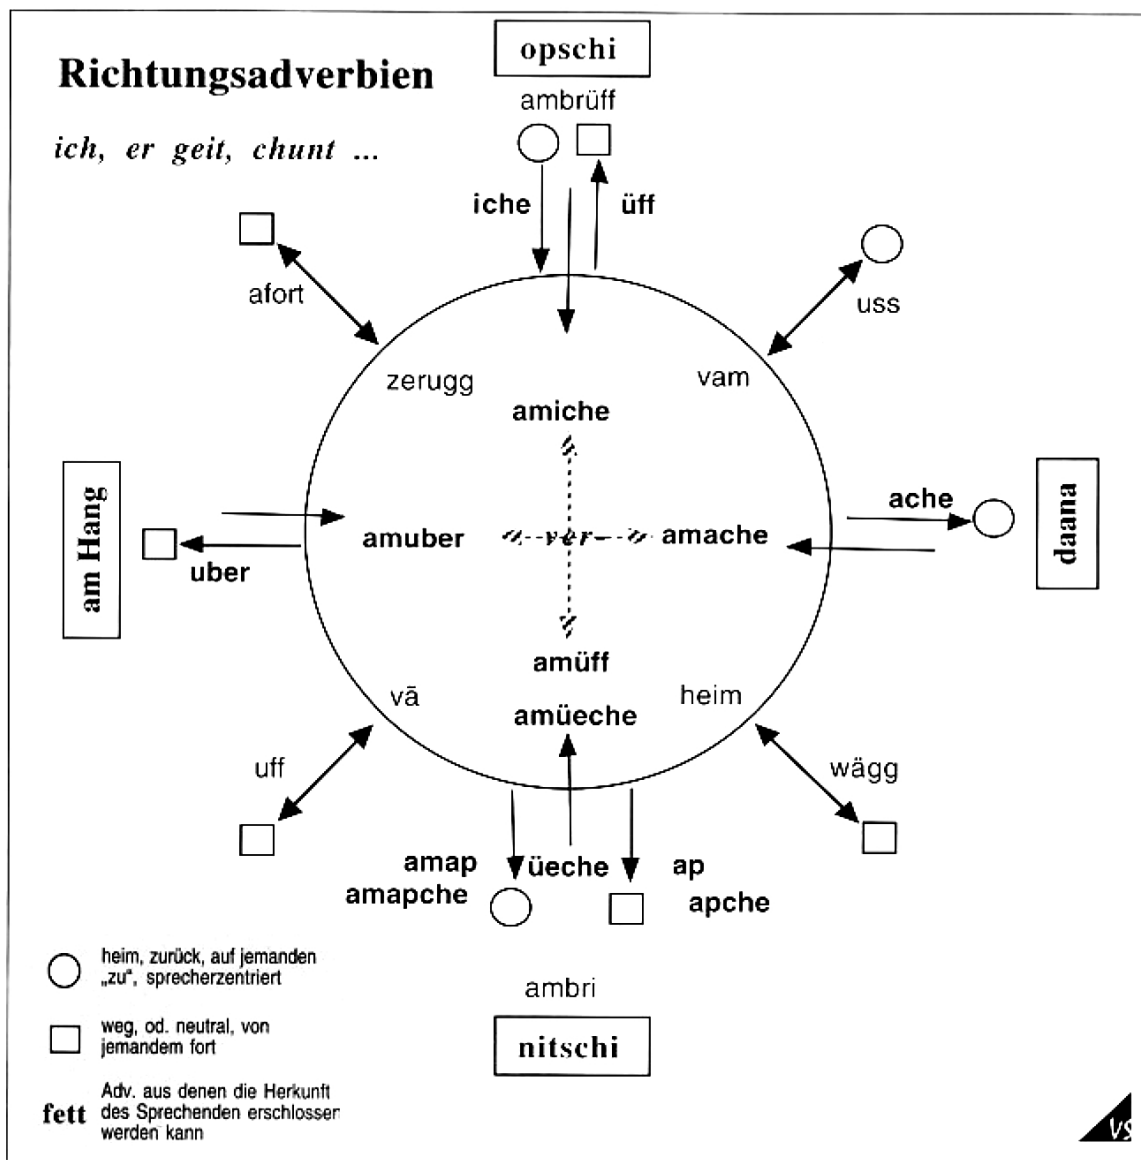 opschi
Richtungsadverbien
ambrüff
ich, er geit, chunt ...
iche
üff
afort
uss
zerugg
vam
amiche
am Hang
ache
daana
amuber
ver-
amache
uber
amüff
vā
heim
amüeche
uff
wägg
amap
üeche
ap
amapche
apche
heim, zurück, auf jemanden
„zu“, sprecherzentriert
ambri
weg, od. neutral, von
jemandem fort
nitschi
fett
Adv. aus denen die Herkunft
des Sprechenden erschlossen
werden kann
VS